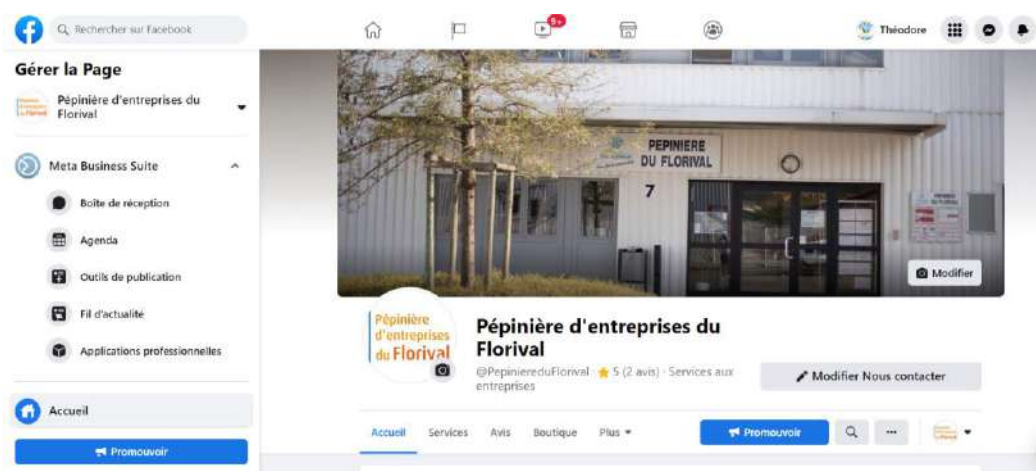 Rechercher sur Facebook
9+
Théodore
Gérer la Page
Pépinière d'entreprises du
Florival
Meta Business Suite
Boîte de réception
Agenda
Outils de publication
Fil d'actualité
Applications professionnelles
Accueil
Promouvoir
PEPINIERE
DU FLORIVAL
7
Modifier
Pépinière
d'entreprises
du Florival
Pépinière d'entreprises du
Florival
@PepiniereduFlorival · 5 (2 avis) · Services aux
entreprises
Modifier Nous contacter
Accueil Services Avis Boutique Plus
Promouvoir